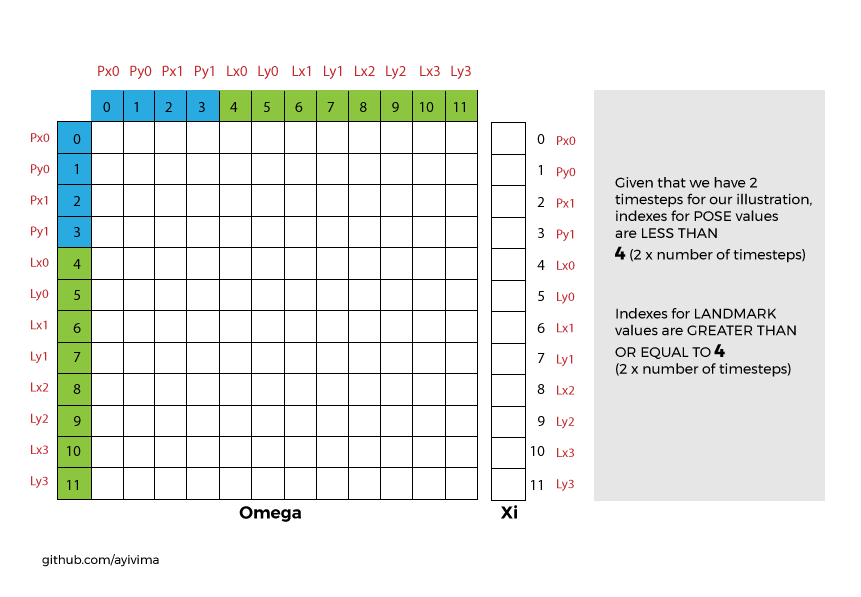 Px0 Py0 Px1 Py1 Lx0 Ly0 Lx1 Ly1 Lx2 Ly2 Lx3 Ly3
0 1 2 3 4 5 6 7 8 9 10 11
Px0 0 0 Px0
Py0 1 1 Py0
Px1 2 2 Px1
Py1 3 3 Py1
Lx0 4 4 Lx0
Ly0 5 5 Ly0
Lx1 6 6 Lx1
Ly1 7 7 Ly1
Lx2 8 8 Lx2
Ly2 9 9 Ly2
Lx3 10 10 Lx3
Ly3 11 11 Ly3
Omega Xi
Given that we have 2
timesteps for our illustration,
indexes for POSE values
are LESS THAN
4 (2 x number of timesteps)
Indexes for LANDMARK
values are GREATER THAN
OR EQUAL TO 4
(2 x number of timesteps)
github.com/ayivima